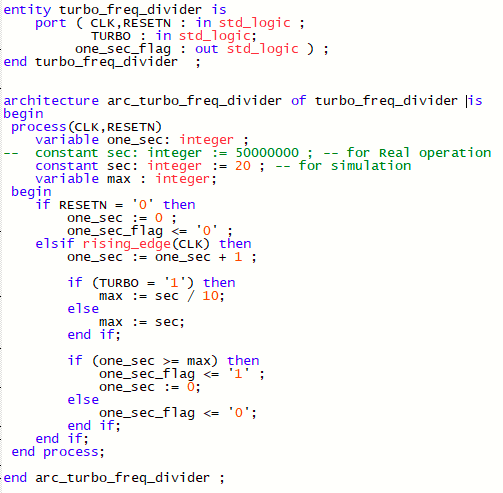 entity turbo_freq_divider is
    port ( CLK,RESETN : in std_logic ;
           TURBO : in std_logic;
         one_sec_flag : out std_logic ) ;
end turbo_freq_divider  ;
architecture arc_turbo_freq_divider of turbo_freq_divider is
begin
 process(CLK,RESETN)
    variable one_sec: integer ;
--  constant sec: integer := 50000000 ; -- for Real operation
    constant sec: integer := 20 ; -- for simulation
    variable max : integer;
 begin
    if RESETN = '0' then
        one_sec := 0 ;
        one_sec_flag <= '0' ;
    elsif rising_edge(CLK) then
        one_sec := one_sec + 1 ;
        if (TURBO = '1') then
            max := sec / 10;
        else
            max := sec;
        end if;
        if (one_sec >= max) then
            one_sec_flag <= '1' ;
            one_sec := 0;
        else
            one_sec_flag <= '0';
        end if;
    end if;
 end process;
end arc_turbo_freq_divider ;